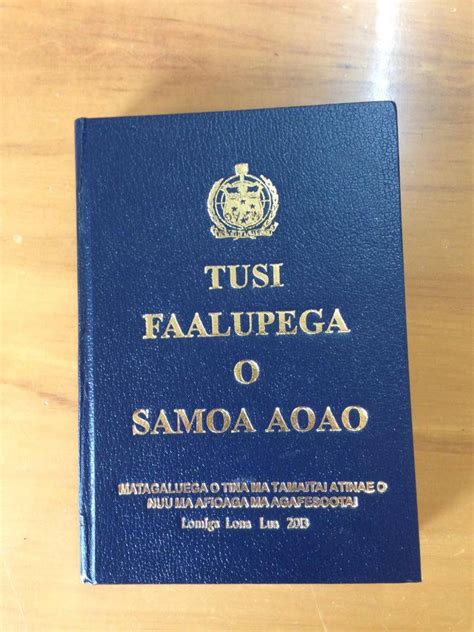 TUSI
FAALUPEGA
O
SAMOA AOAO
MATAGALUEGA O TINA MA TAMAITAI ATINAE O
NUU MA AFIOAGA MA AGAFESOOTAI
Lomiga Lona Lua 2013